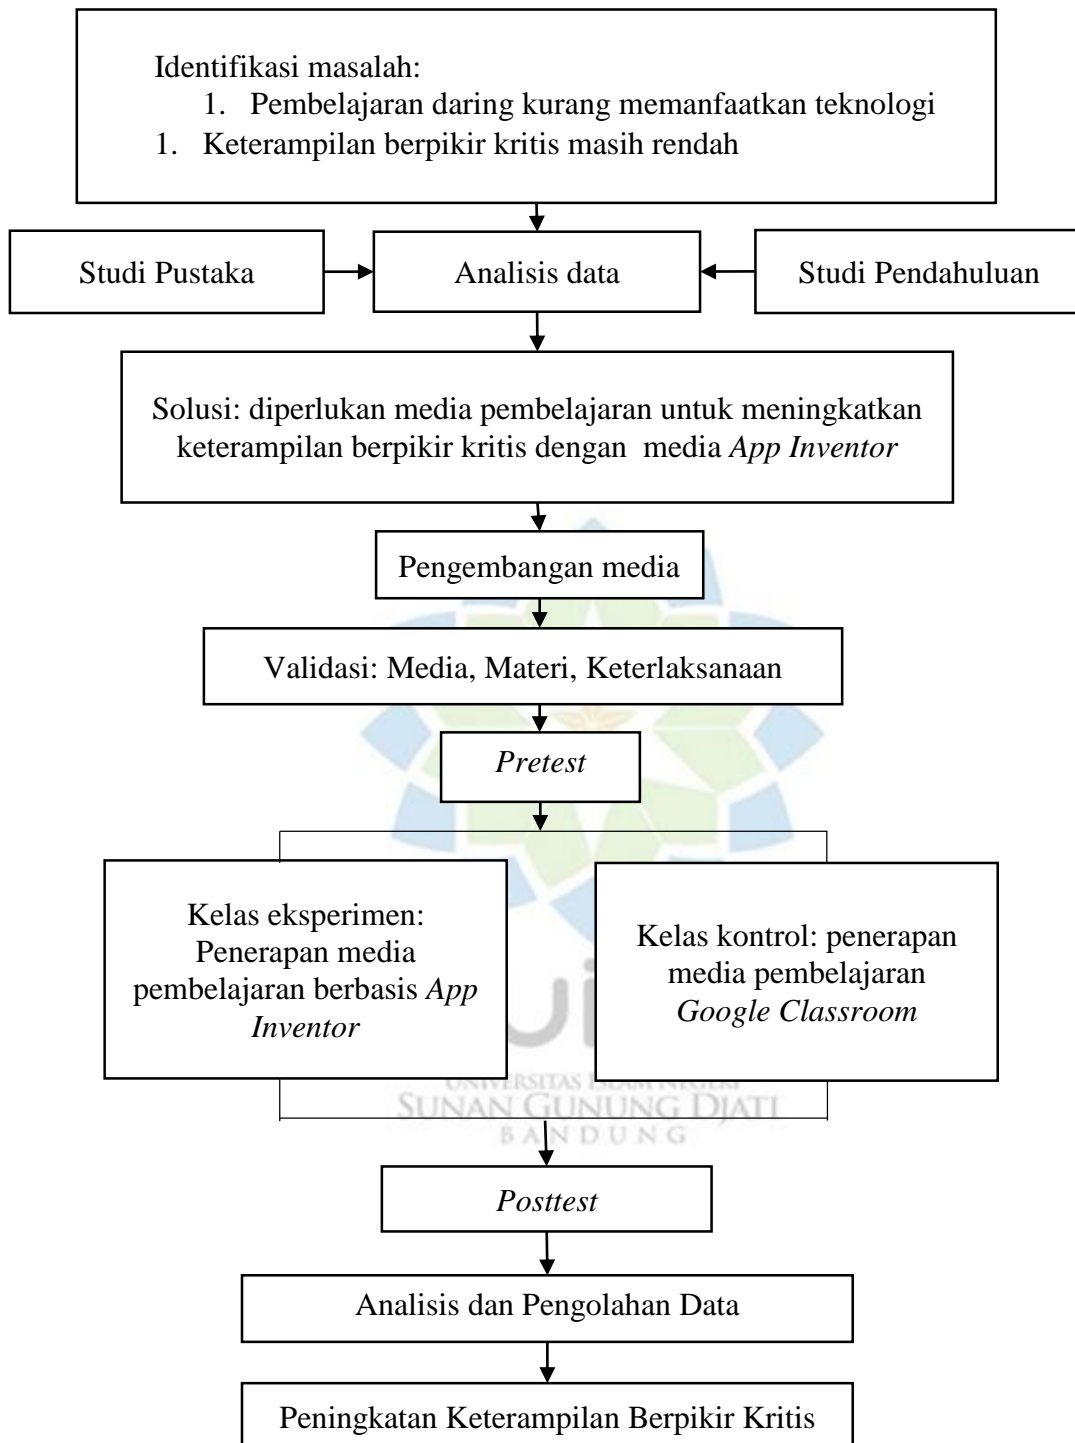 Identifikasi masalah:
1. Pembelajaran daring kurang memanfaatkan teknologi
1. Keterampilan berpikir kritis masih rendah
Studi Pustaka
Analisis data
Studi Pendahuluan
Solusi: diperlukan media pembelajaran untuk meningkatkan
keterampilan berpikir kritis dengan media App Inventor
Pengembangan media
Validasi: Media, Materi, Keterlaksanaan
Pretest
Kelas eksperimen:
Penerapan media
pembelajaran berbasis App
Inventor
Kelas kontrol: penerapan
media pembelajaran
Google Classroom
UNIVERSITAS ISLAM NEGERI
SUNAN GUNUNG DJATI
BANDUNG
Posttest
Analisis dan Pengolahan Data
Peningkatan Keterampilan Berpikir Kritis